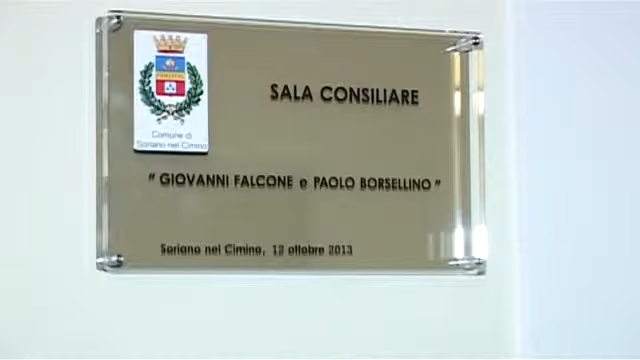 SALA CONSILIARE
Comune di
Soriano nel Cimino
" GIOVANNI FALCONE e PAOLO BORSELLINO "
Soriano nel Cimino, 12 ottobre 2013